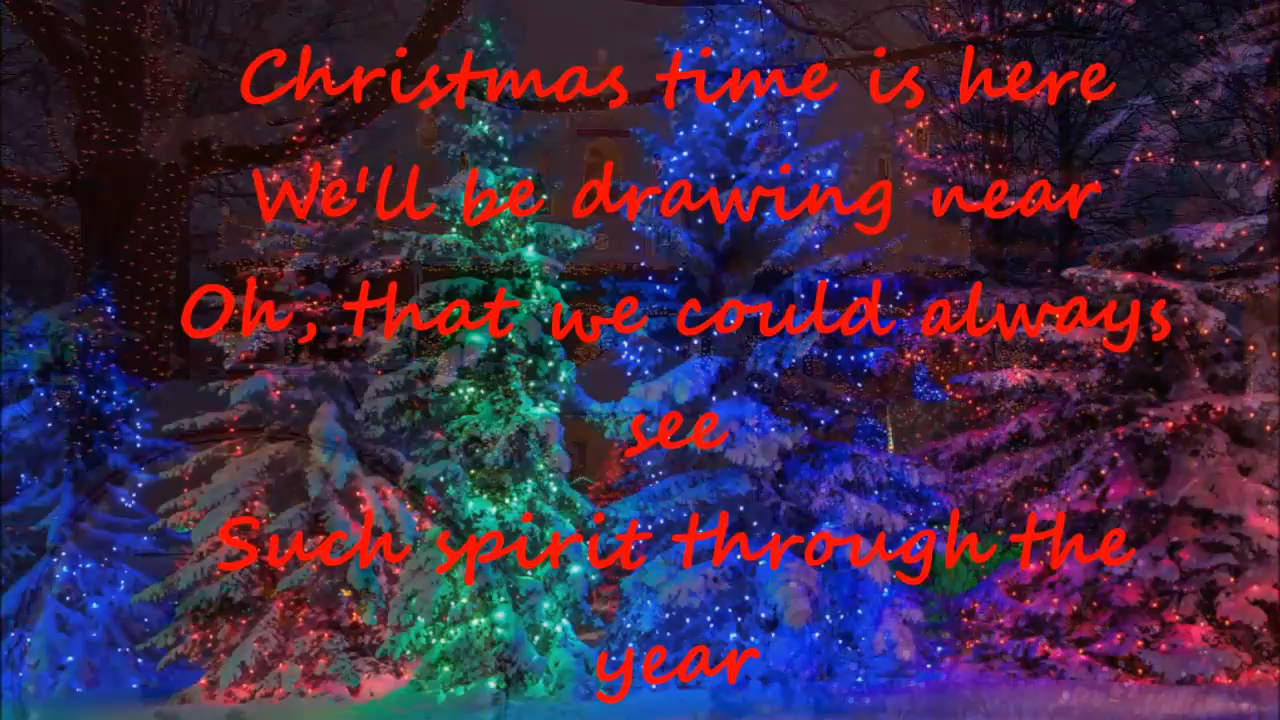 Christmas time is here
We'll be drawing near
Oh, that we could always
see
Such spirit through the
year